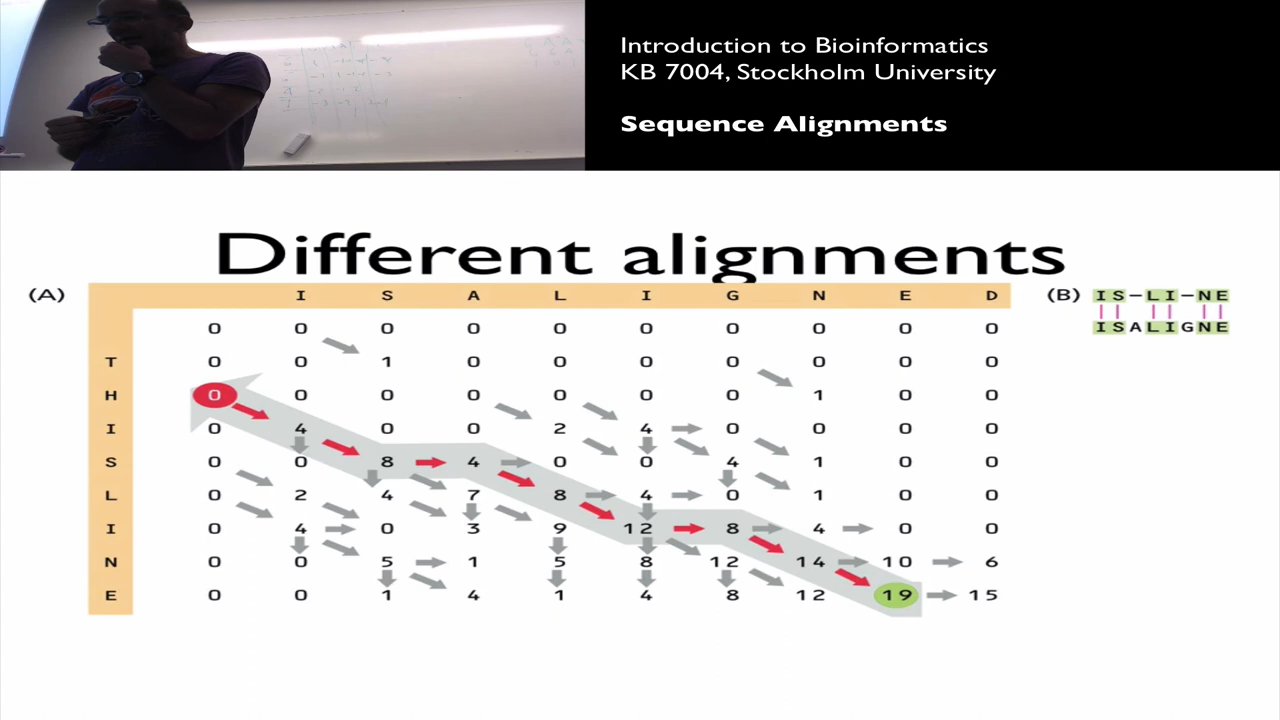 Introduction to Bioinformatics
KB 7004, Stockholm University
Sequence Alignments
Different alignments
(A) I S A L I G N E D
0 0 0 0 0 0 0 0 0 0
T 0 0 1 0 0 0 0 0 0 0
H 0 0 0 0 0 0 0 1 0 0
I 0 4 0 0 2 4 0 0 0 0
S 0 0 8 4 0 0 4 1 0 0
L 0 2 4 7 8 4 0 1 0 0
I 0 4 0 3 9 12 8 4 0 0
N 0 0 5 1 5 8 12 14 10 6
E 0 0 1 4 1 4 8 12 19 15
(B) IS-LI-NE
ISALIGNE